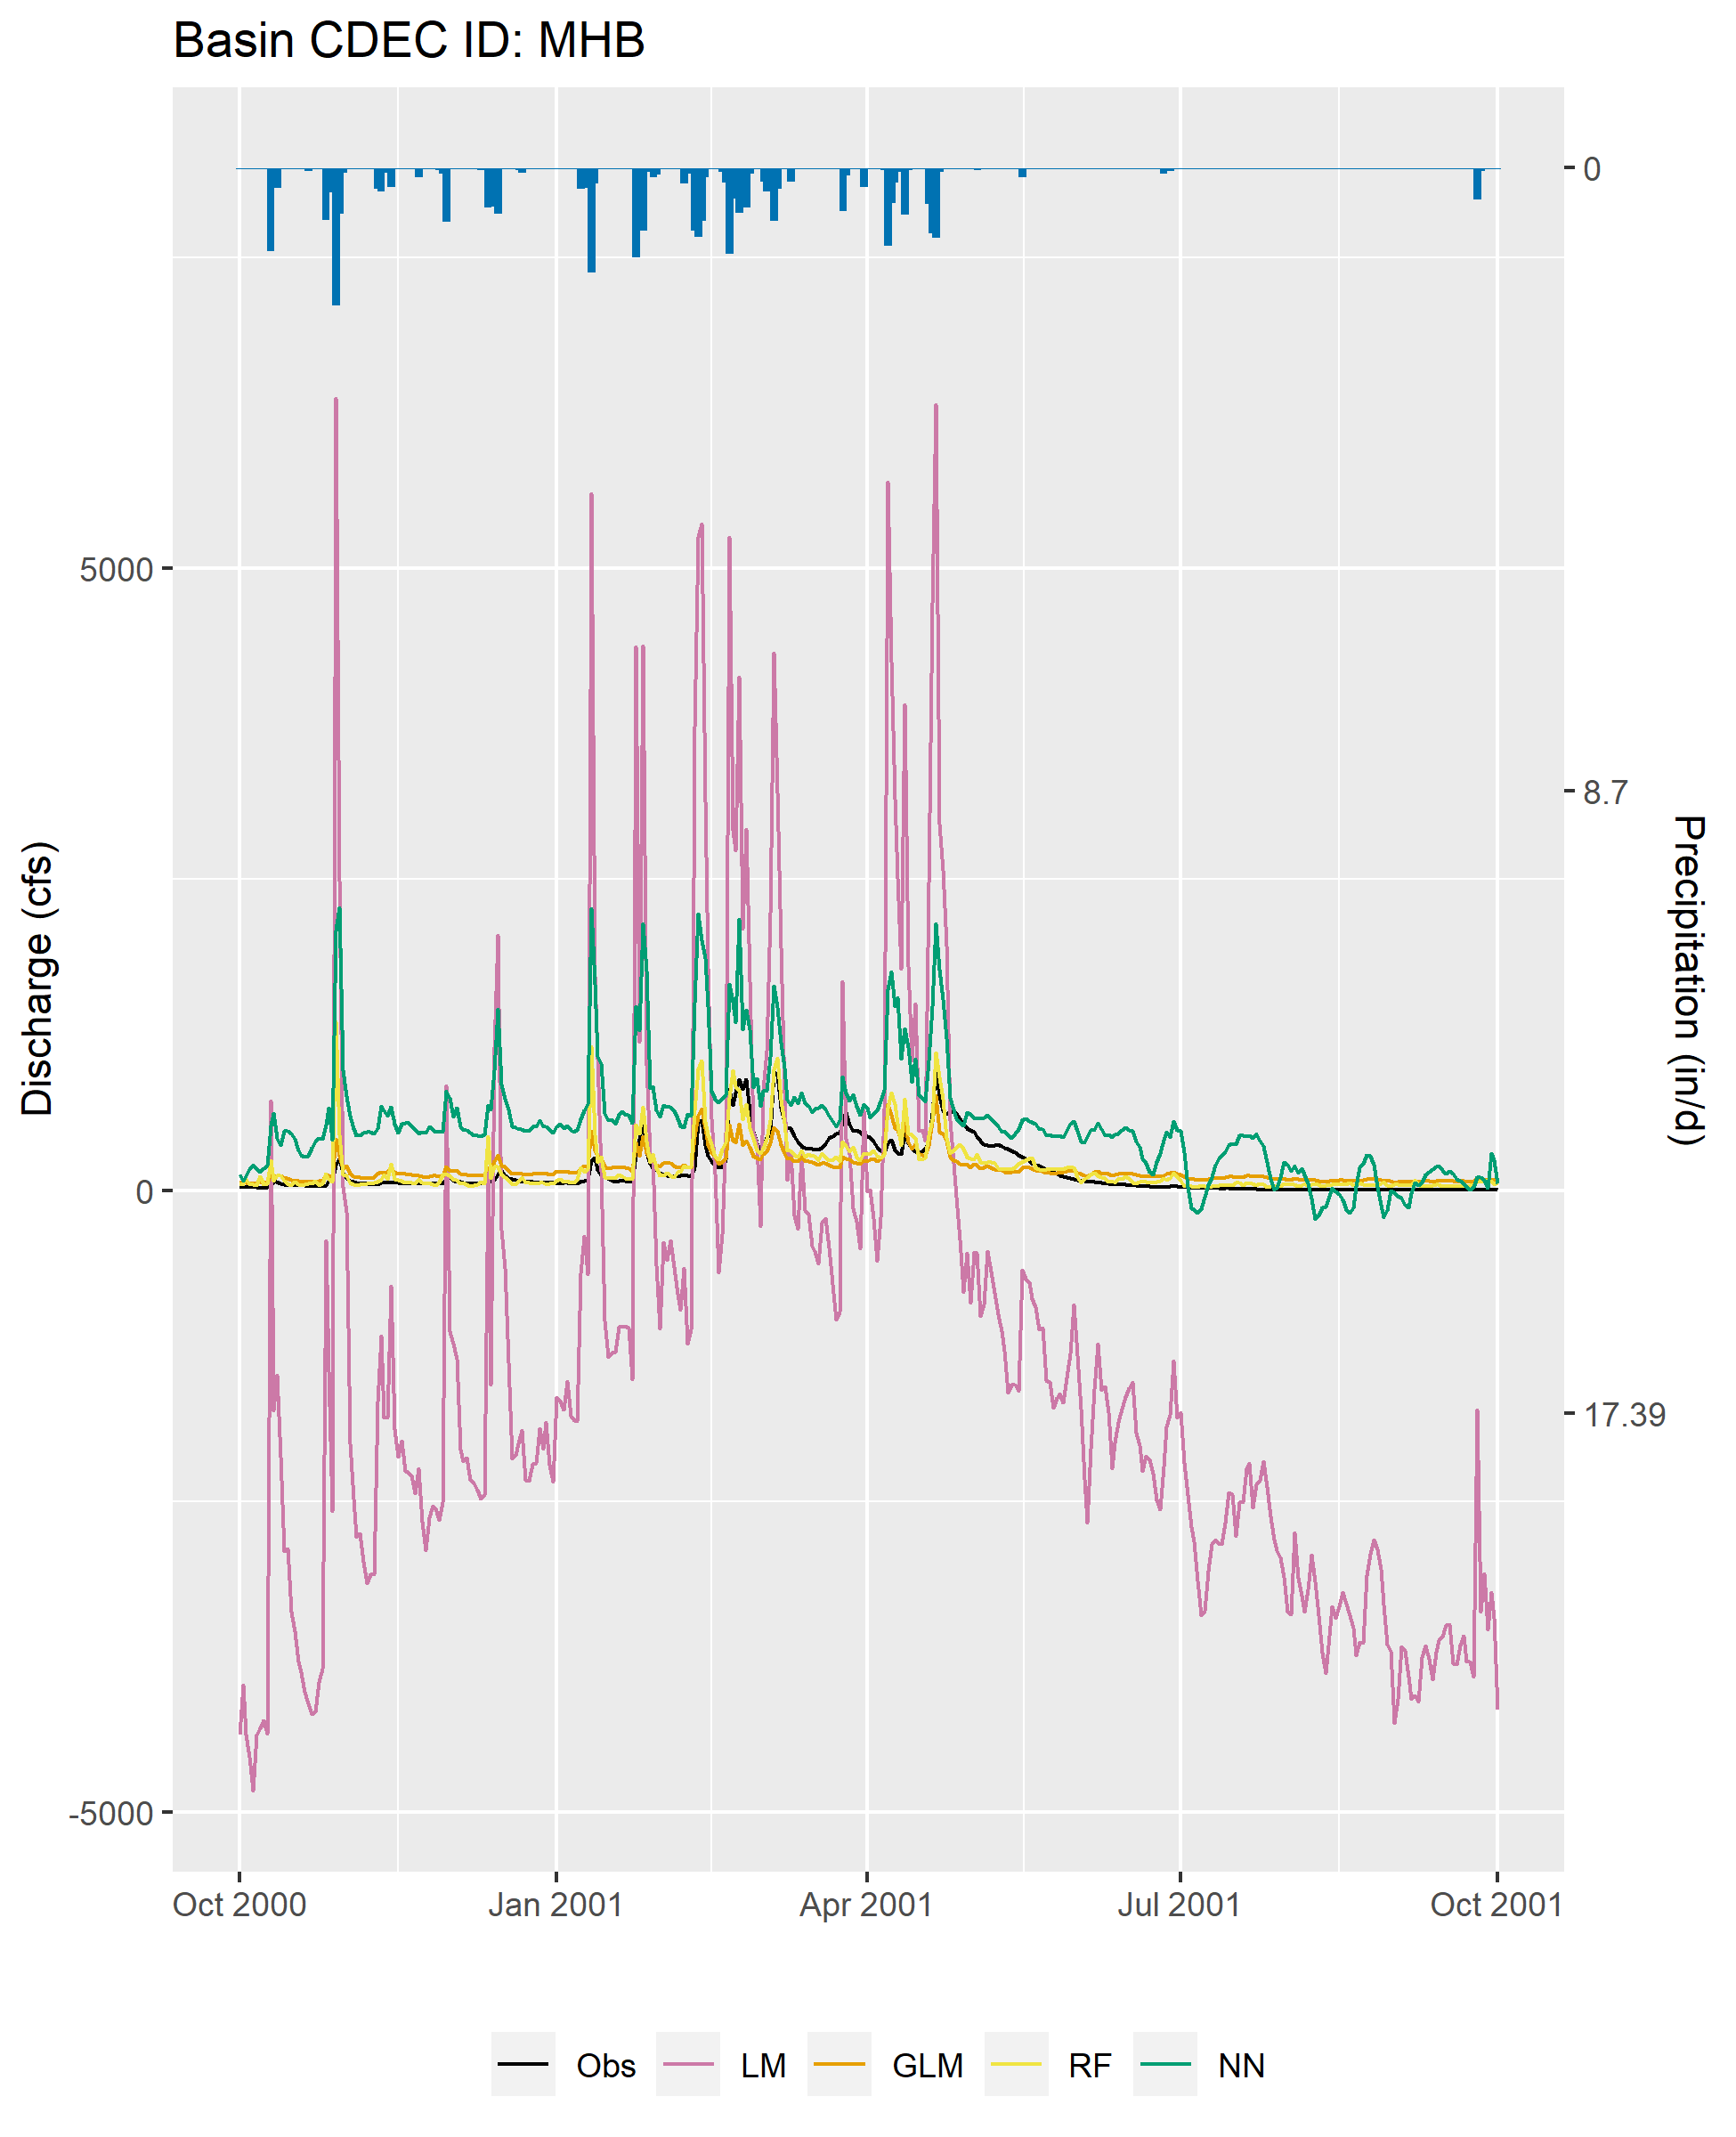 Basin CDEC ID: MHB
0
5000
8.7
Discharge (cfs)
Precipitation (in/d)
0
17.39
-5000
Oct 2000 Jan 2001 Apr 2001 Jul 2001 Oct 2001
Obs LM GLM RF NN